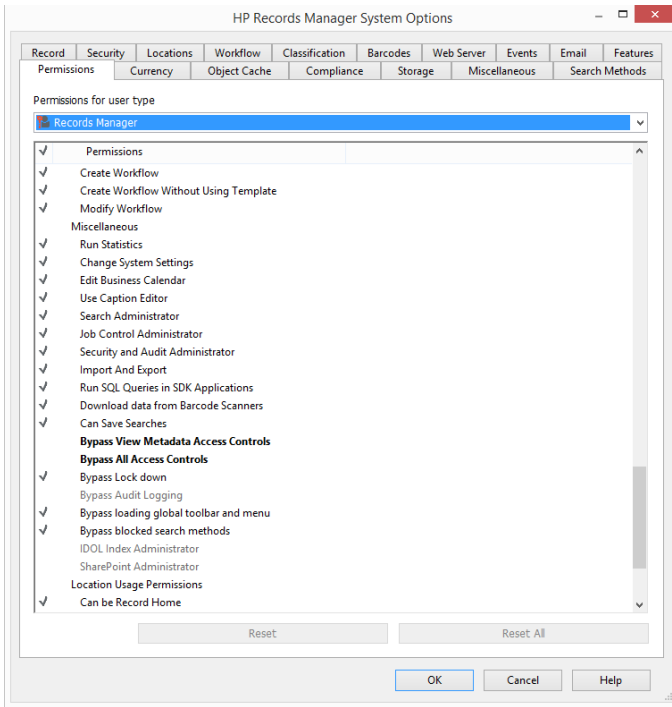 HP Records Manager System Options
Record Security Locations Workflow Classification Barcodes Web Server Events Email Features
Permissions Currency Object Cache Compliance Storage Miscellaneous Search Methods
Permissions for user type
Records Manager
Permissions
Create Workflow
Create Workflow Without Using Template
Modify Workflow
Miscellaneous
Run Statistics
Change System Settings
Edit Business Calendar
Use Caption Editor
Search Administrator
Job Control Administrator
Security and Audit Administrator
Import And Export
Run SQL Queries in SDK Applications
Download data from Barcode Scanners
Can Save Searches
Bypass View Metadata Access Controls
Bypass All Access Controls
Bypass Lock down
Bypass Audit Logging
Bypass loading global toolbar and menu
Bypass blocked search methods
IDOL Index Administrator
SharePoint Administrator
Location Usage Permissions
Can be Record Home
Reset Reset All
OK Cancel Help